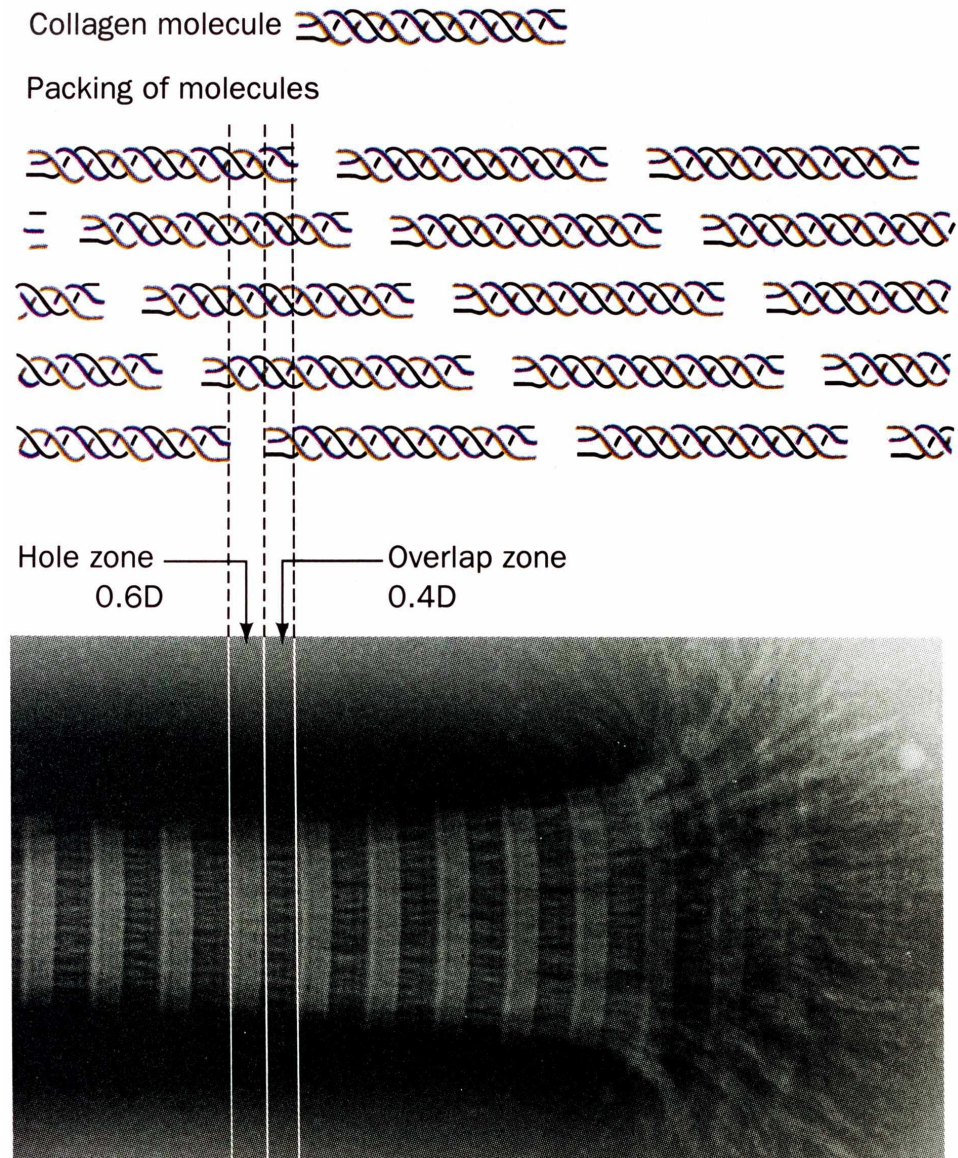 Collagen molecule
Packing of molecules
Hole zone
0.6D
Overlap zone
0.4D